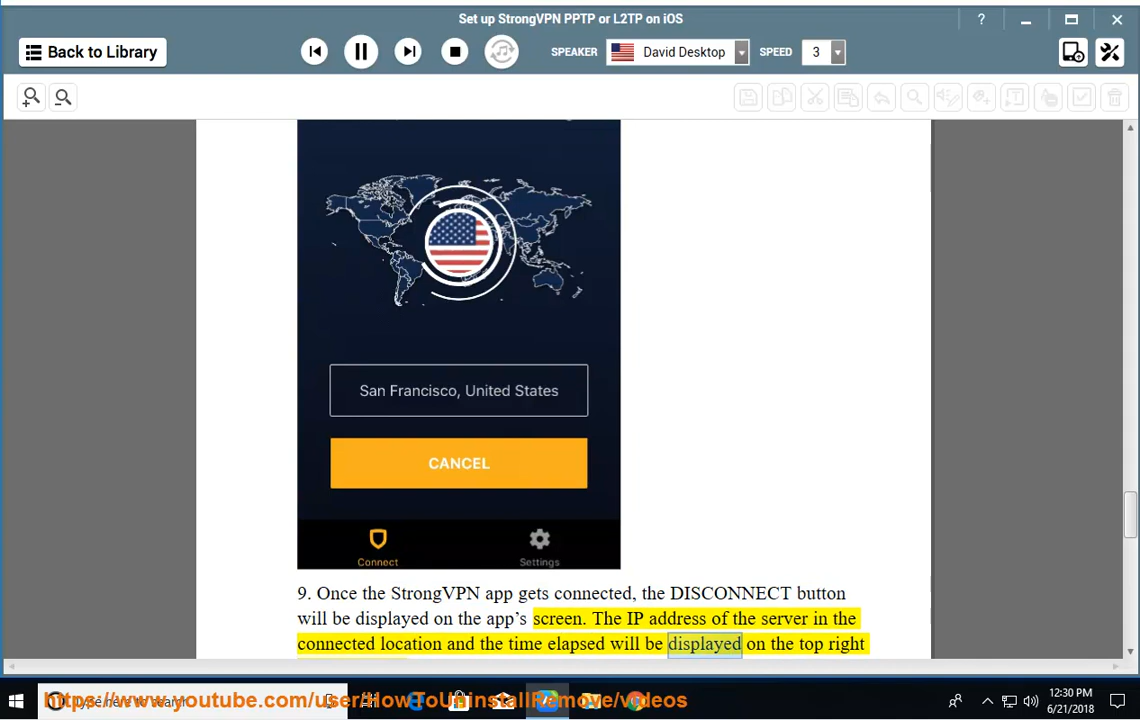 Set up StrongVPN PPTP or L2TP on iOS
Back to Library
SPEAKER David Desktop SPEED 3
San Francisco, United States
CANCEL
Connect Settings
9. Once the StrongVPN app gets connected, the DISCONNECT button
will be displayed on the app’s screen. The IP address of the server in the
connected location and the time elapsed will be displayed on the top right
https://www.youtube.com/user/HowToUninstallRemove/videos
12:30 PM
6/21/2018